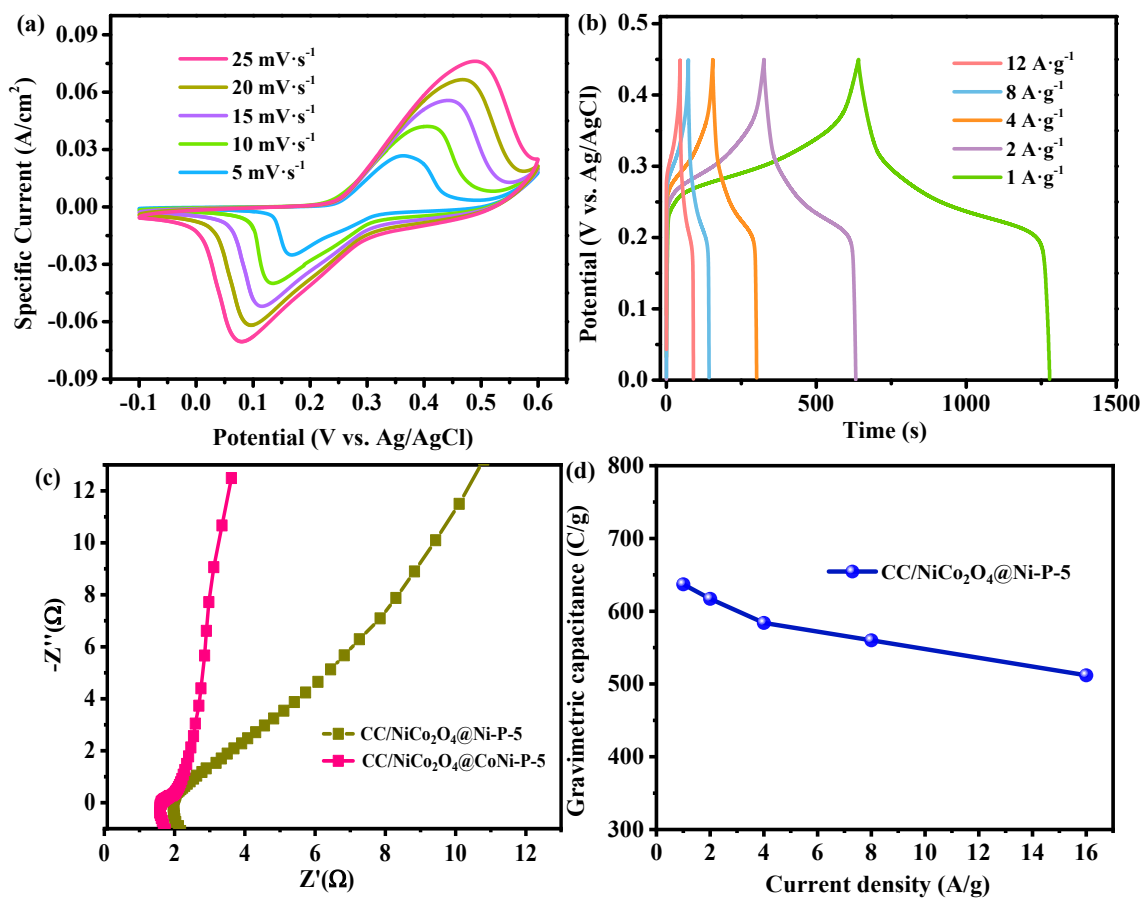 (a)
0.09
0.06
0.03
0.00
-0.03
-0.06
-0.09
Specific Current (A/cm²)
25 mV·s⁻¹
20 mV·s⁻¹
15 mV·s⁻¹
10 mV·s⁻¹
5 mV·s⁻¹
-0.1 0.0 0.1 0.2 0.3 0.4 0.5 0.6
Potential (V vs. Ag/AgCl)
(b)
0.5
0.4
0.3
0.2
0.1
0.0
Potential (V vs. Ag/AgCl)
12 A·g⁻¹
8 A·g⁻¹
4 A·g⁻¹
2 A·g⁻¹
1 A·g⁻¹
0 500 1000 1500
Time (s)
(c)
12
10
8
6
4
2
0
-Z''(Ω)
CC/NiCo₂O₄@Ni-P-5
CC/NiCo₂O₄@CoNi-P-5
0 2 4 6 8 10 12
Z'(Ω)
(d)
800
700
600
500
400
300
Gravimetric capacitance (C/g)
CC/NiCo₂O₄@Ni-P-5
0 2 4 6 8 10 12 14 16
Current density (A/g)